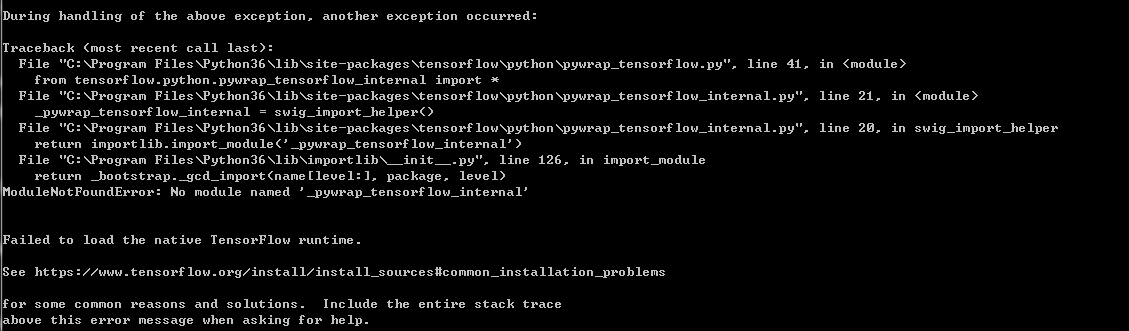 During handling of the above exception, another exception occurred:
Traceback (most recent call last):
File "C:\Program Files\Python36\lib\site-packages\tensorflow\python\pywrap_tensorflow.py", line 41, in <module>
from tensorflow.python.pywrap_tensorflow_internal import *
File "C:\Program Files\Python36\lib\site-packages\tensorflow\python\pywrap_tensorflow_internal.py", line 21, in <module>
_pywrap_tensorflow_internal = swig_import_helper()
File "C:\Program Files\Python36\lib\site-packages\tensorflow\python\pywrap_tensorflow_internal.py", line 20, in swig_import_helper
return importlib.import_module('_pywrap_tensorflow_internal')
File "C:\Program Files\Python36\lib\importlib\__init__.py", line 126, in import_module
return _bootstrap._gcd_import(name[level:], package, level)
ModuleNotFoundError: No module named '_pywrap_tensorflow_internal'
Failed to load the native TensorFlow runtime.
See https://www.tensorflow.org/install/install_sources#common_installation_problems
for some common reasons and solutions.  Include the entire stack trace
above this error message when asking for help.